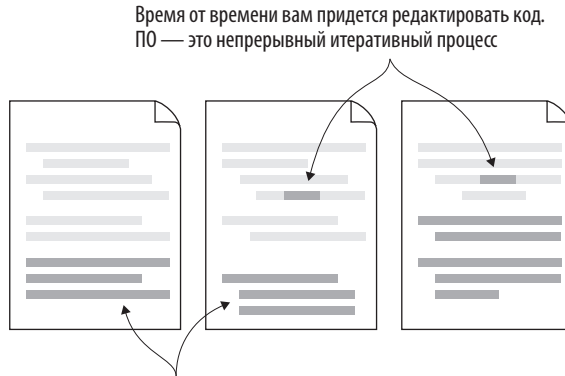 Время от времени вам придется редактировать код.
ПО — это непрерывный итеративный процесс